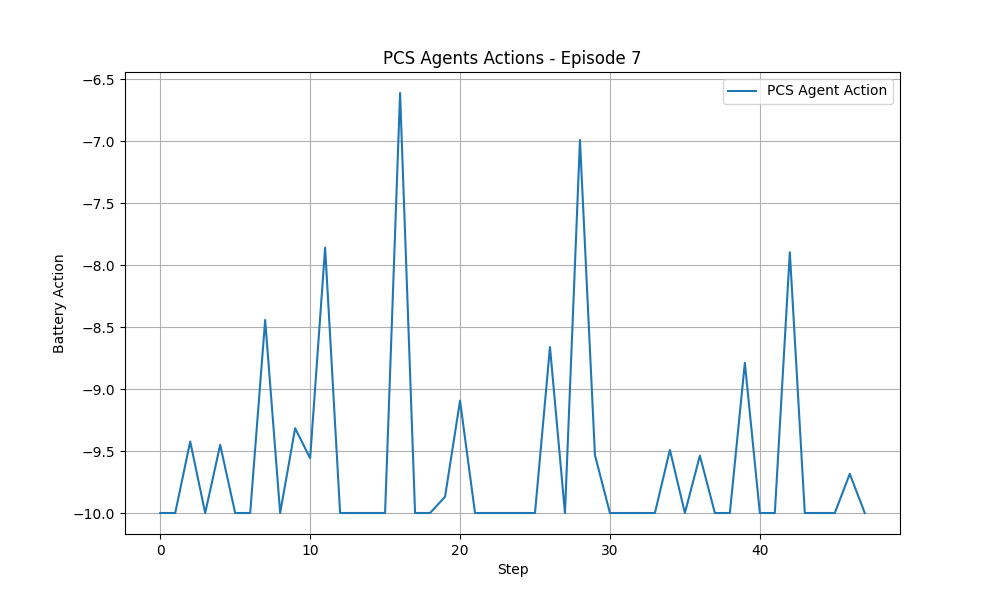 PCS Agents Actions - Episode 7
PCS Agent Action
Battery Action
−6.5
−7.0
−7.5
−8.0
−8.5
−9.0
−9.5
−10.0
0 10 20 30 40
Step